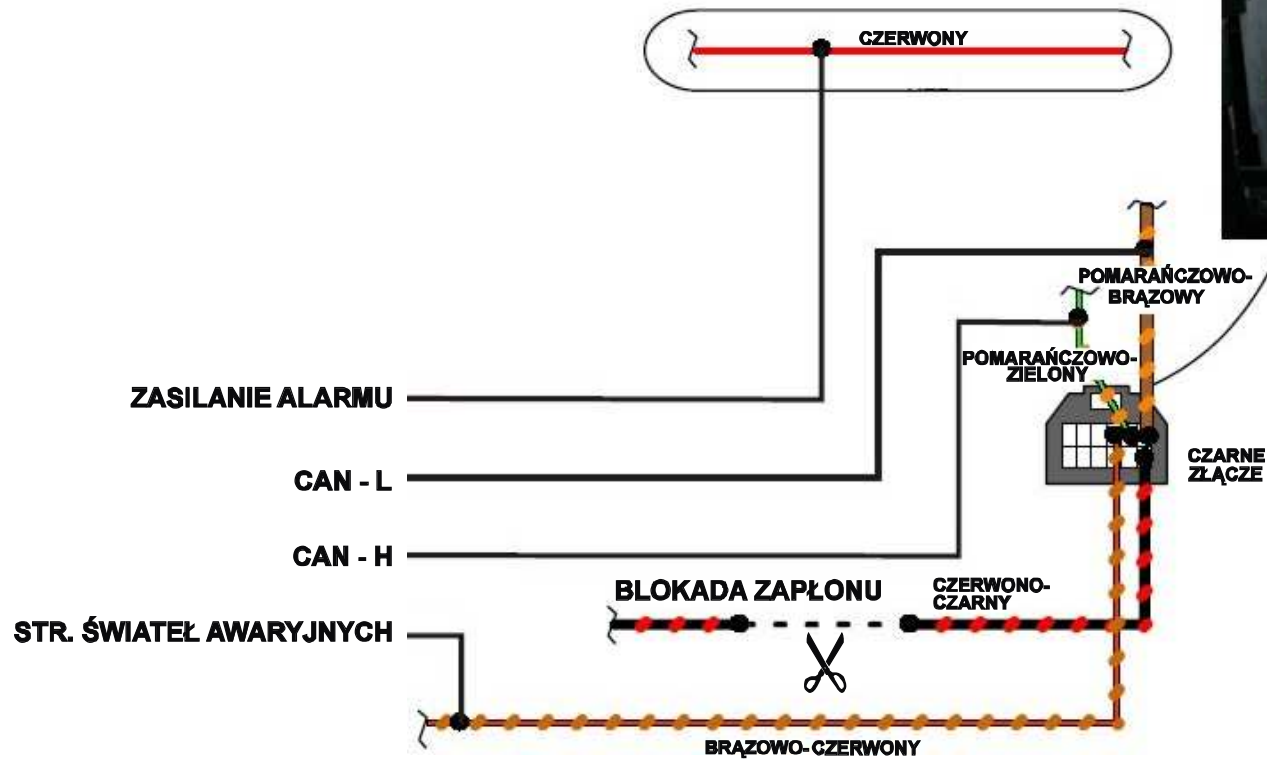 CZERWONY
POMARAŃCZOWO-
BRĄZOWY
POMARAŃCZOWO-
ZIELONY
ZASILANIE ALARMU
CZARNE
ZŁĄCZE
CAN - L
CAN - H
BLOKADA ZAPŁONU
CZERWONO-
CZARNY
STR. ŚWIATEŁ AWARYJNYCH
BRĄZOWO-CZERWONY